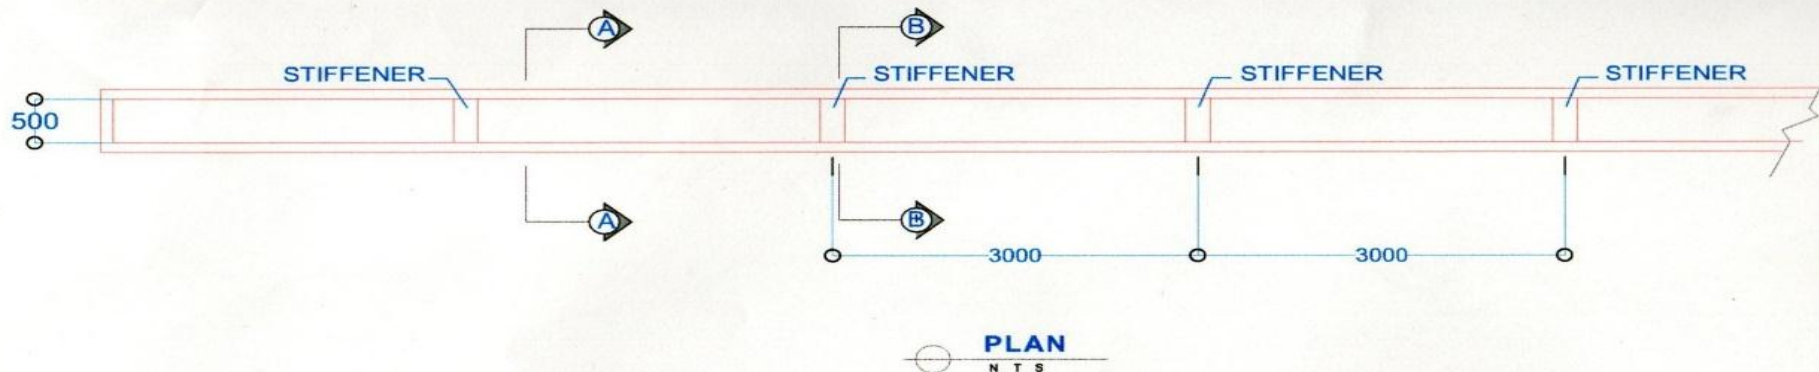 A
B
STIFFENER
STIFFENER
STIFFENER
STIFFENER
500
A
B
3000
3000
PLAN
N T S